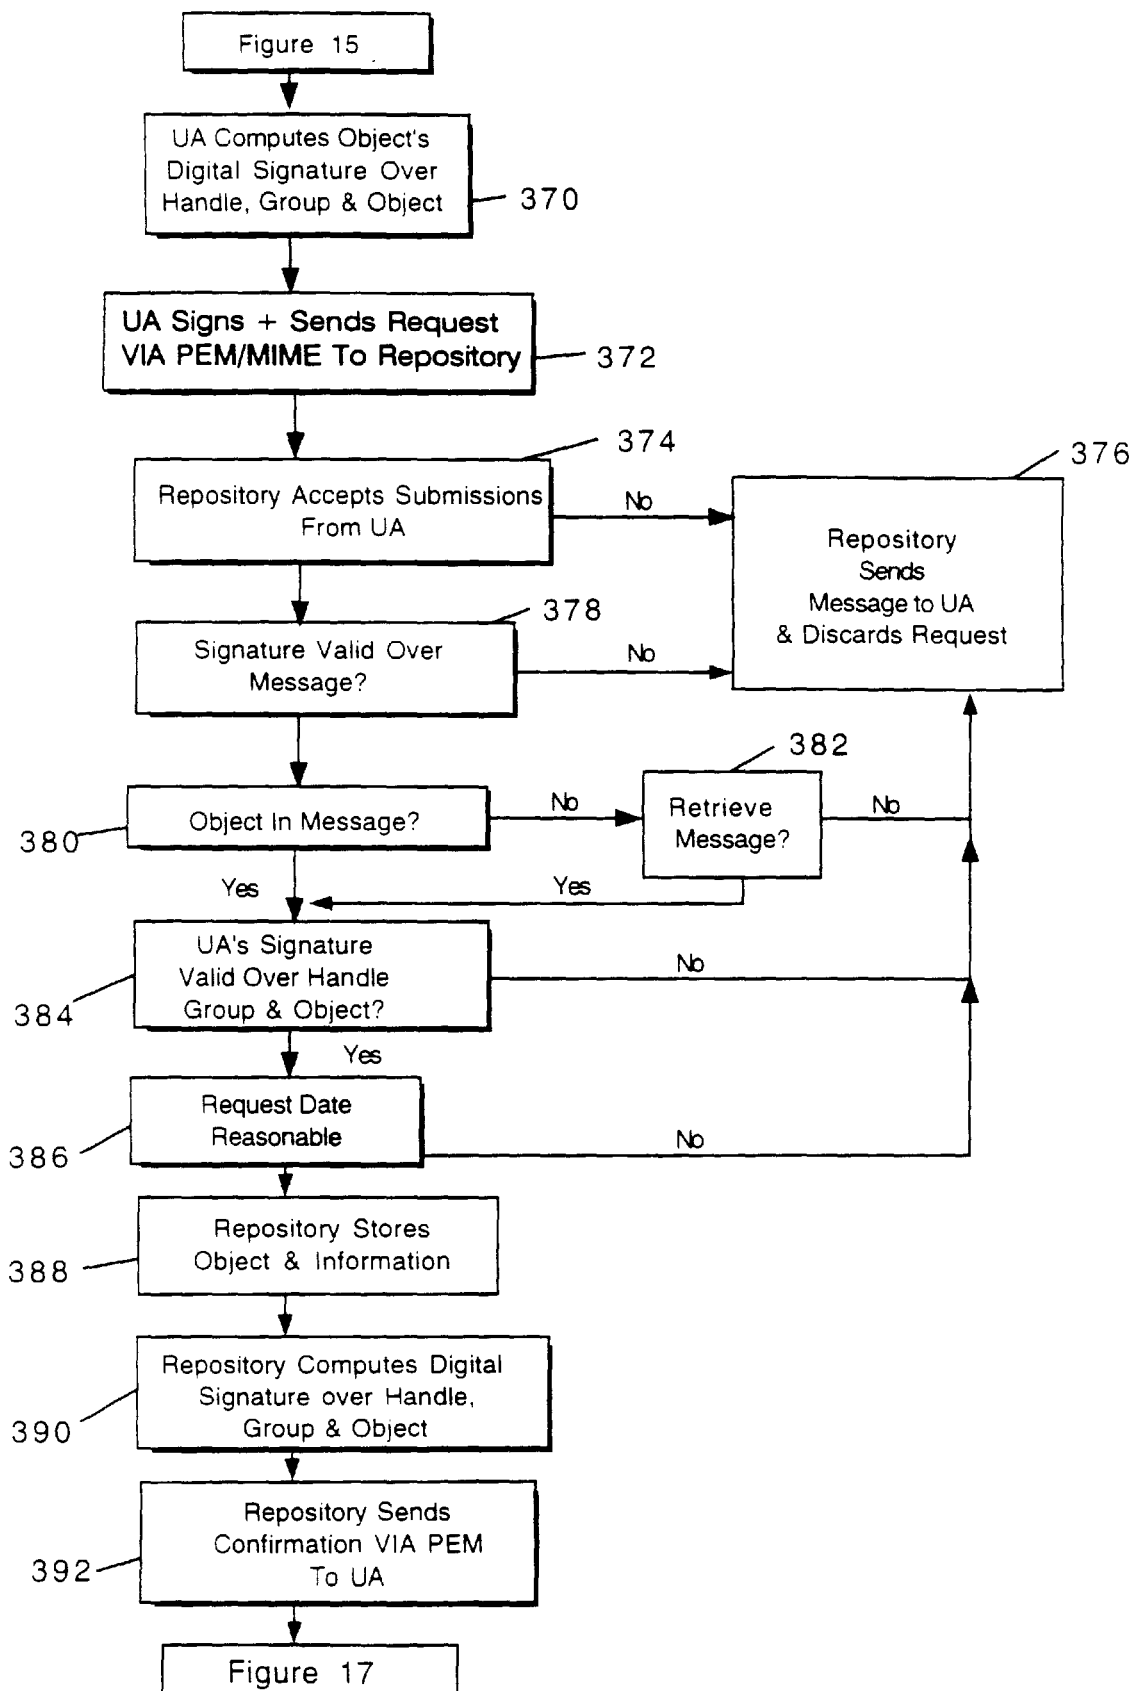 Figure 15
UA Computes Object's
Digital Signature Over
Handle, Group & Object
370
UA Signs + Sends Request
VIA PEM/MIME To Repository
372
374
Repository Accepts Submissions
From UA
No
376
Repository
Sends
Message to UA
& Discards Request
378
Signature Valid Over
Message?
No
382
380
Object In Message?
No
Retrieve
Message?
No
Yes
Yes
384
UA's Signature
Valid Over Handle
Group & Object?
No
Yes
386
Request Date
Reasonable
No
388
Repository Stores
Object & Information
390
Repository Computes Digital
Signature over Handle,
Group & Object
392
Repository Sends
Confirmation VIA PEM
To UA
Figure 17